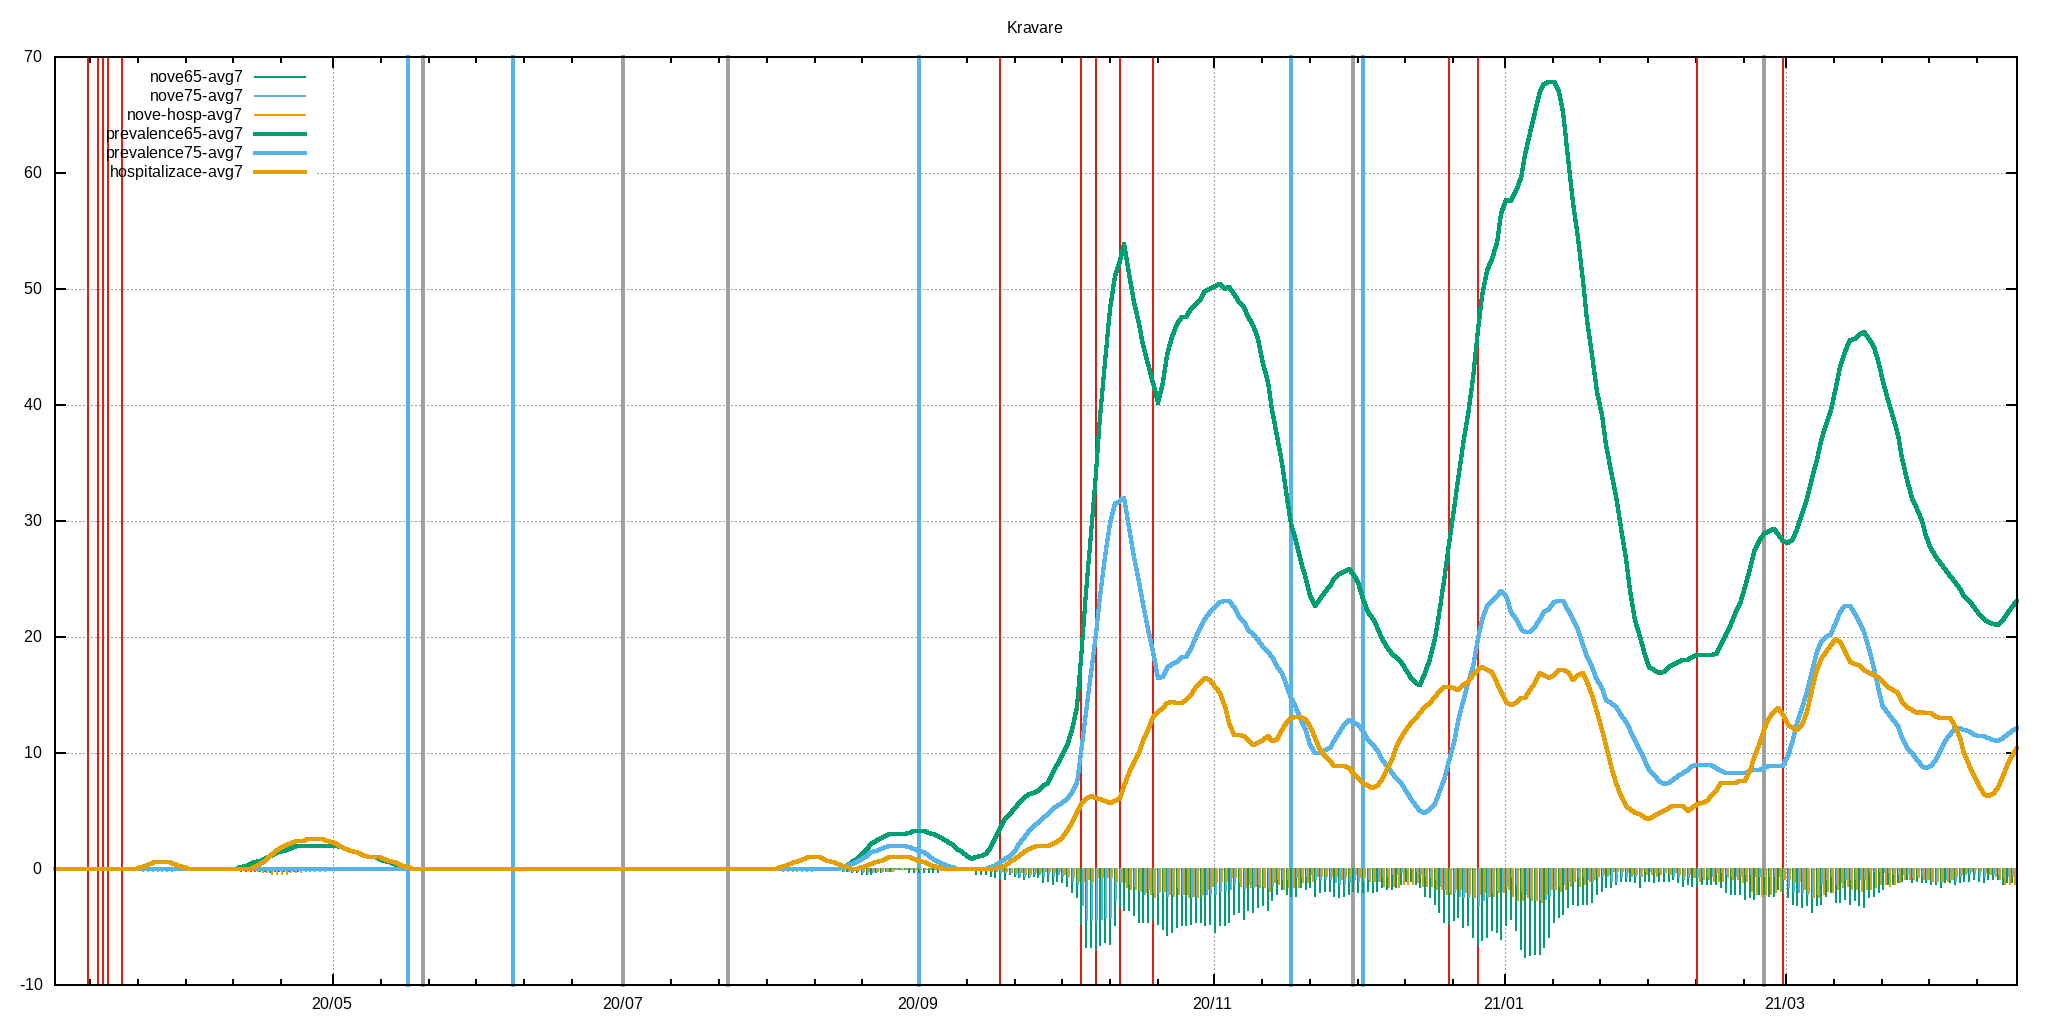 Kravare
70
60
50
40
30
20
10
0
-10
nove65-avg7
nove75-avg7
nove-hosp-avg7
prevalence65-avg7
prevalence75-avg7
hospitalizace-avg7
20/05 20/07 20/09 20/11 21/01 21/03